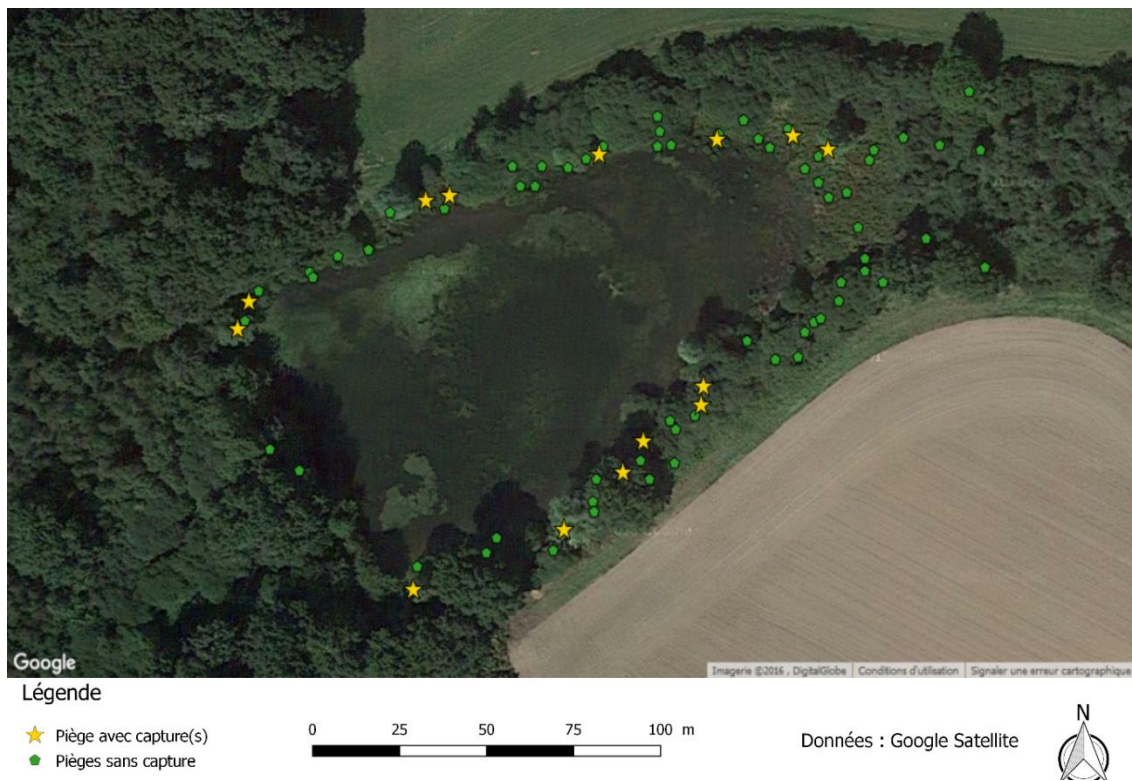 Google
Imagerie ©2016 , DigitalGlobe Conditions d'utilisation Signaler une erreur cartographique
Légende
Piège avec capture(s)
Pièges sans capture
0 25 50 75 100 m
Données : Google Satellite
N